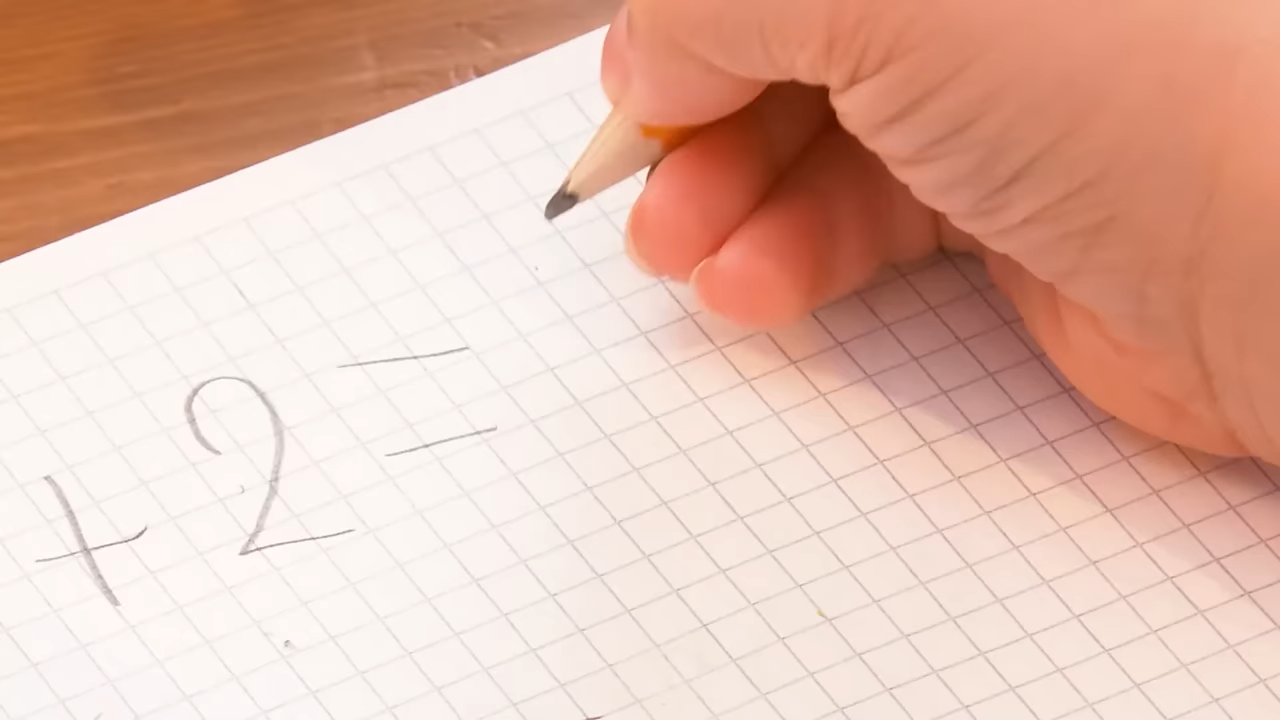 + 2 =